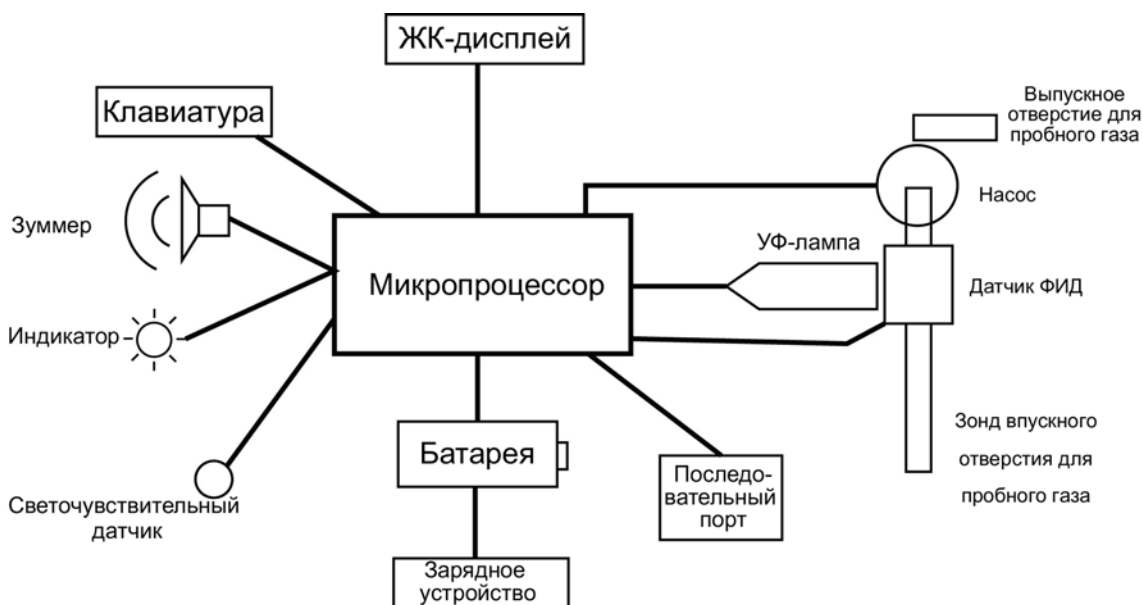 ЖК-дисплей
Клавиатура
Выпускное
отверстие для
пробного газа
Зуммер
Насос
УФ-лампа
Микропроцессор
Датчик ФИД
Индикатор
Батарея
Зонд впускного
отверстия для
пробного газа
Последо-
вательный
порт
Светочувствительный
датчик
Зарядное
устройство